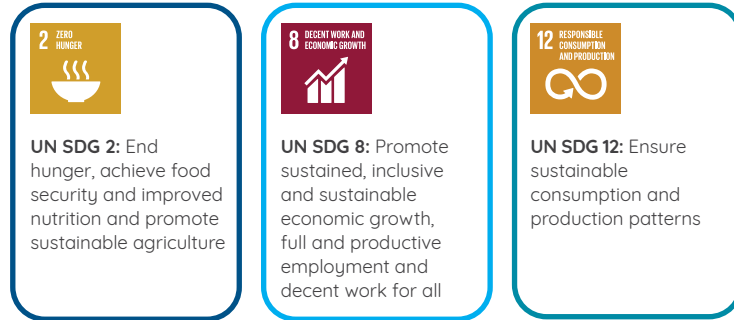 2 ZERO
HUNGER
UN SDG 2: End
hunger, achieve food
security and improved
nutrition and promote
sustainable agriculture
8 DECENT WORK AND
ECONOMIC GROWTH
UN SDG 8: Promote
sustained, inclusive
and sustainable
economic growth,
full and productive
employment and
decent work for all
12 RESPONSIBLE
CONSUMPTION
AND PRODUCTION
UN SDG 12: Ensure
sustainable
consumption and
production patterns